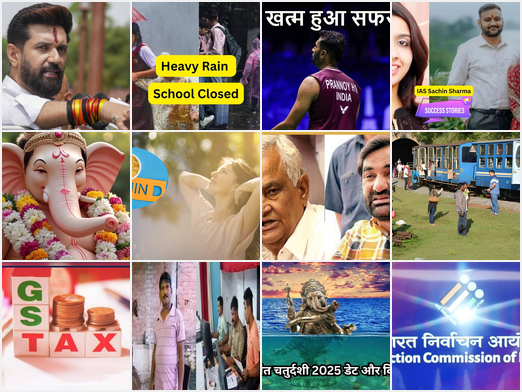 Heavy Rain
School Closed
खत्म हुआ सफर
PRANNOY H
INDIA
IAS Sachin Sharma
SUCCESS STORIES
IN D
G
S
TAX
त चतुर्दशी 2025 डेट और
रत निर्वाचन आयो
ction Commission of